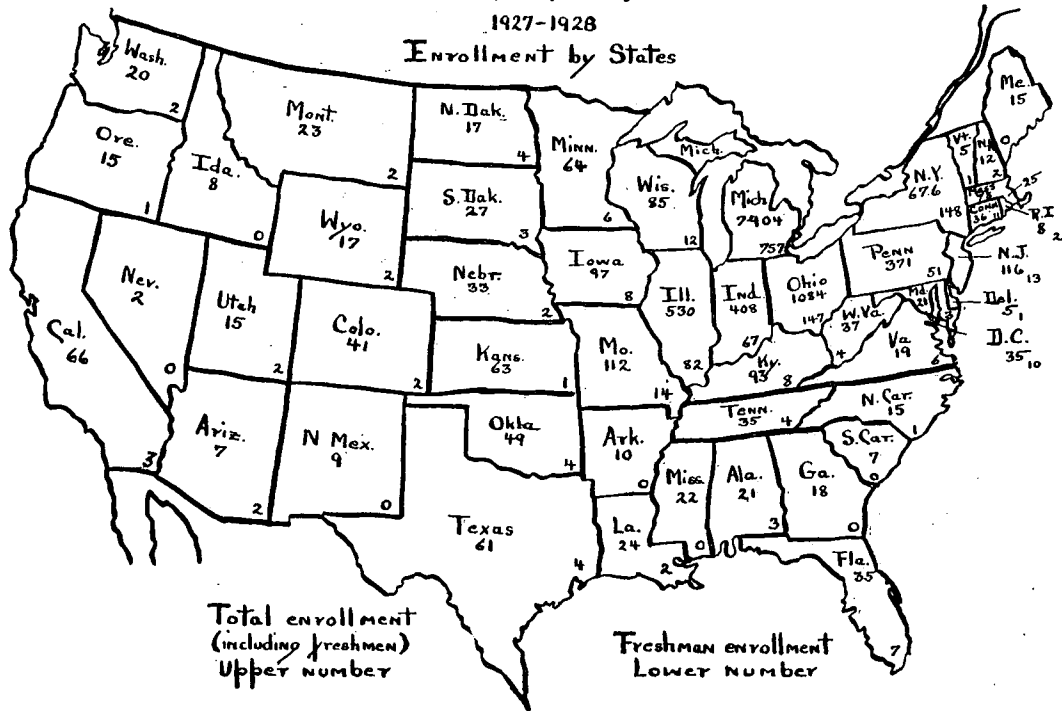 1927-1928
Enrollment by States
Wash.
20
2
Ore.
15
1
Ida.
8
0
Mont.
23
2
N. Dak.
17
4
Minn.
64
6
Mich.
Wis.
85
12
Mich
7904
757
Me.
15
0
Vt.
5
1
N.H.
12
2
N.Y.
676
148
Mass
25
Conn
36 11
R.I
8 2
S. Dak.
27
3
Wyo.
17
2
Nev.
2
0
Utah
15
2
Colo.
41
2
Nebr.
33
2
Iowa
97
8
Ill.
530
82
Ind.
408
67
Ohio
1084
147
Penn
371
51
N.J.
116
13
Md.
Del.
5
1
D.C.
35
10
W.Va.
37
4
Va
19
6
Cal.
66
3
Kans.
63
1
Mo.
112
14
Ky.
93
8
Ariz.
7
2
N Mex.
9
0
Okla
49
4
Ark.
10
0
Tenn.
35
4
N. Car.
15
1
S. Car.
7
0
Texas
61
4
La.
24
2
Miss.
22
0
Ala.
21
3
Ga.
18
0
Fla.
35
7
Total enrollment
(including freshmen)
Upper number
Freshman enrollment
Lower number